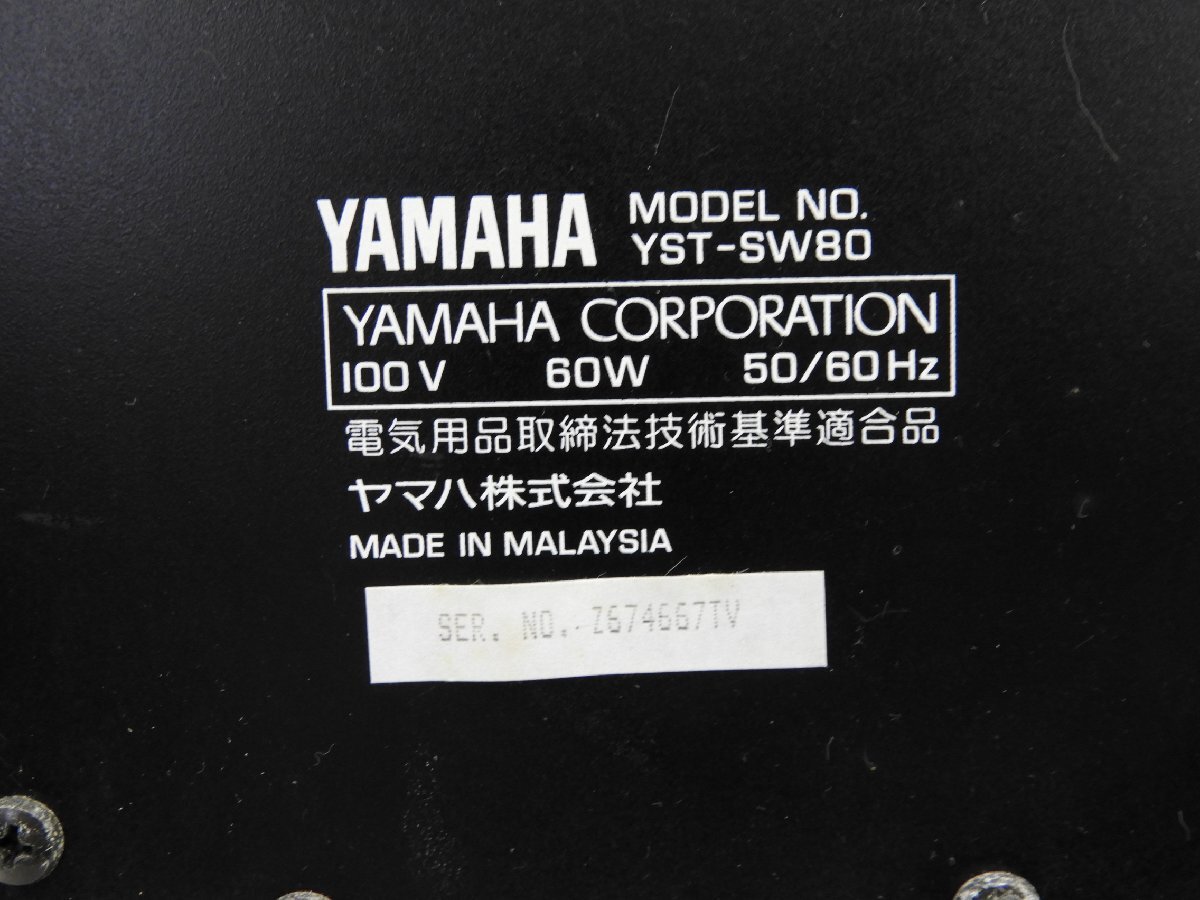 YAMAHA MODEL NO.
YST-SW80
YAMAHA CORPORATION
100V 60W 50/60Hz
電気用品取締法技術基準適合品
ヤマハ株式会社
MADE IN MALAYSIA
SER. NO. Z674667TV